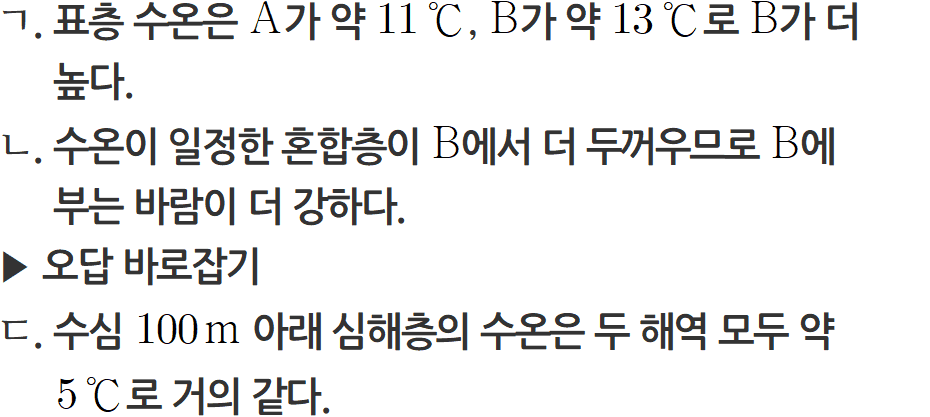 ㄱ. 표층 수온은 A가 약 11℃, B가 약 13℃로 B가 더
높다.
ㄴ. 수온이 일정한 혼합층이 B에서 더 두꺼우므로 B에
부는 바람이 더 강하다.
▶ 오답 바로잡기
ㄷ. 수심 100m 아래 심해층의 수온은 두 해역 모두 약
5℃로 거의 같다.